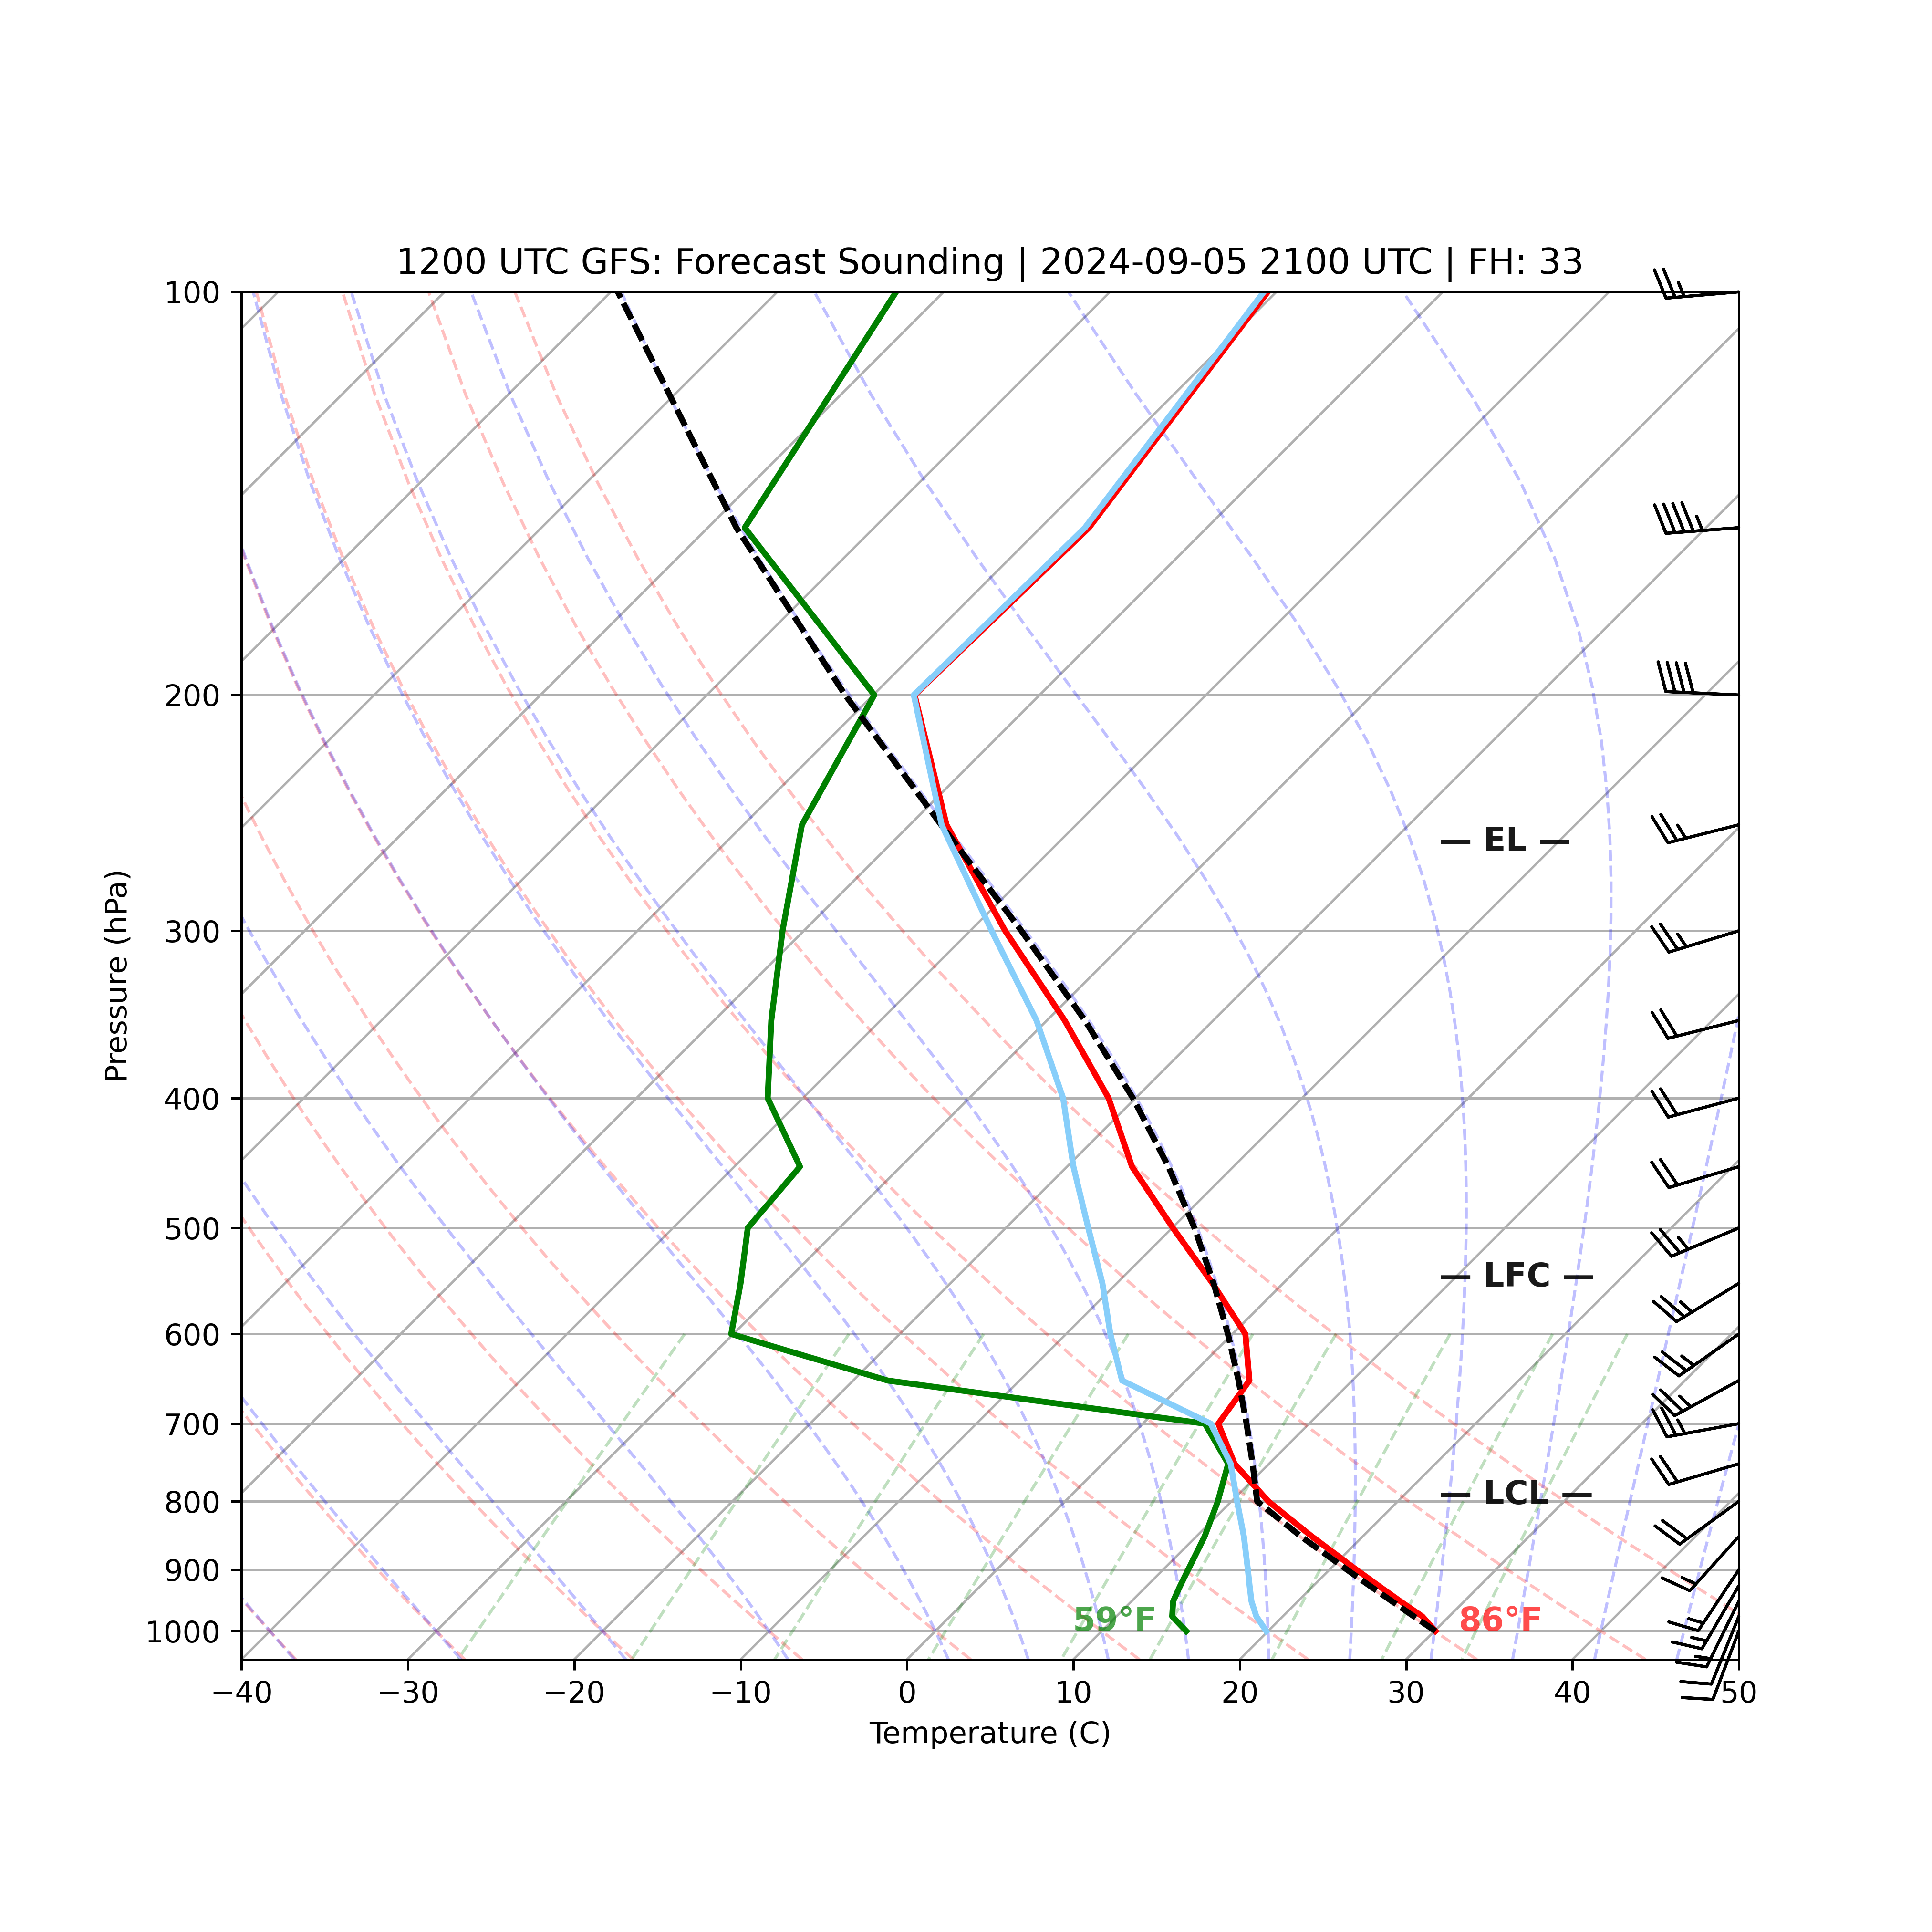 1200 UTC GFS: Forecast Sounding | 2024-09-05 2100 UTC | FH: 33
100
200
— EL —
300
400
500
— LFC —
600
700
— LCL —
800
900
59°F
86°F
1000
Pressure (hPa)
−40 −30 −20 −10 0 10 20 30 40 50
Temperature (C)